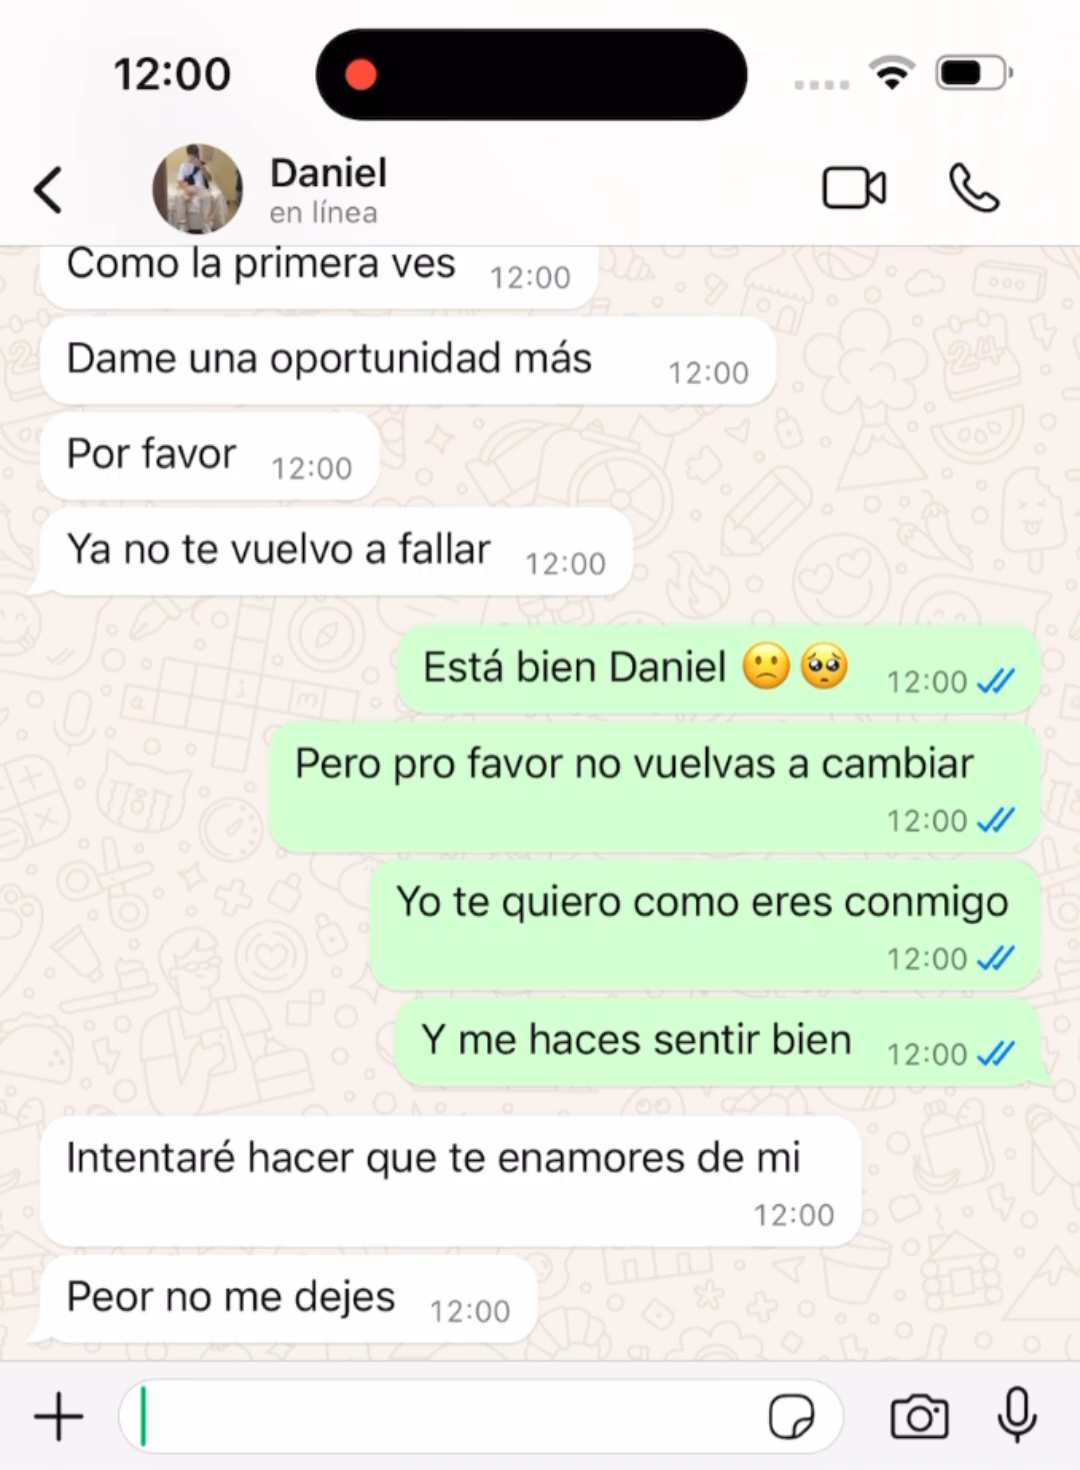 12:00
Daniel
en línea
Como la primera ves 12:00
Dame una oportunidad más 12:00
Por favor 12:00
Ya no te vuelvo a fallar 12:00
Está bien Daniel 🙁🥺 12:00
Pero pro favor no vuelvas a cambiar
12:00
Yo te quiero como eres conmigo
12:00
Y me haces sentir bien 12:00
Intentaré hacer que te enamores de mi
12:00
Peor no me dejes 12:00